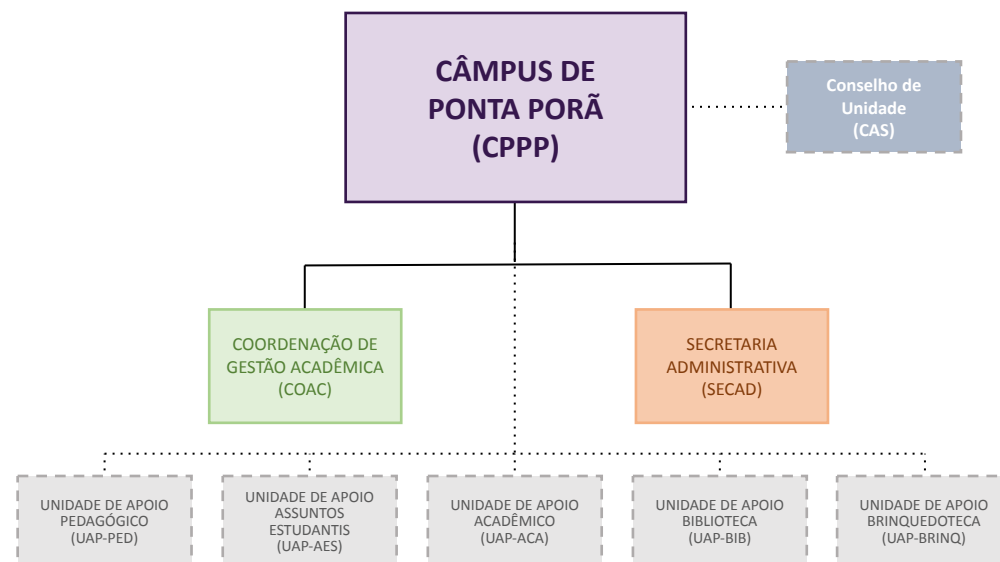 CÂMPUS DE
PONTA PORÃ
(CPPP)
Conselho de
Unidade
(CAS)
COORDENAÇÃO DE
GESTÃO ACADÊMICA
(COAC)
SECRETARIA
ADMINISTRATIVA
(SECAD)
UNIDADE DE APOIO
PEDAGÓGICO
(UAP-PED)
UNIDADE DE APOIO
ASSUNTOS
ESTUDANTIS
(UAP-AES)
UNIDADE DE APOIO
ACADÊMICO
(UAP-ACA)
UNIDADE DE APOIO
BIBLIOTECA
(UAP-BIB)
UNIDADE DE APOIO
BRINQUEDOTECA
(UAP-BRINQ)